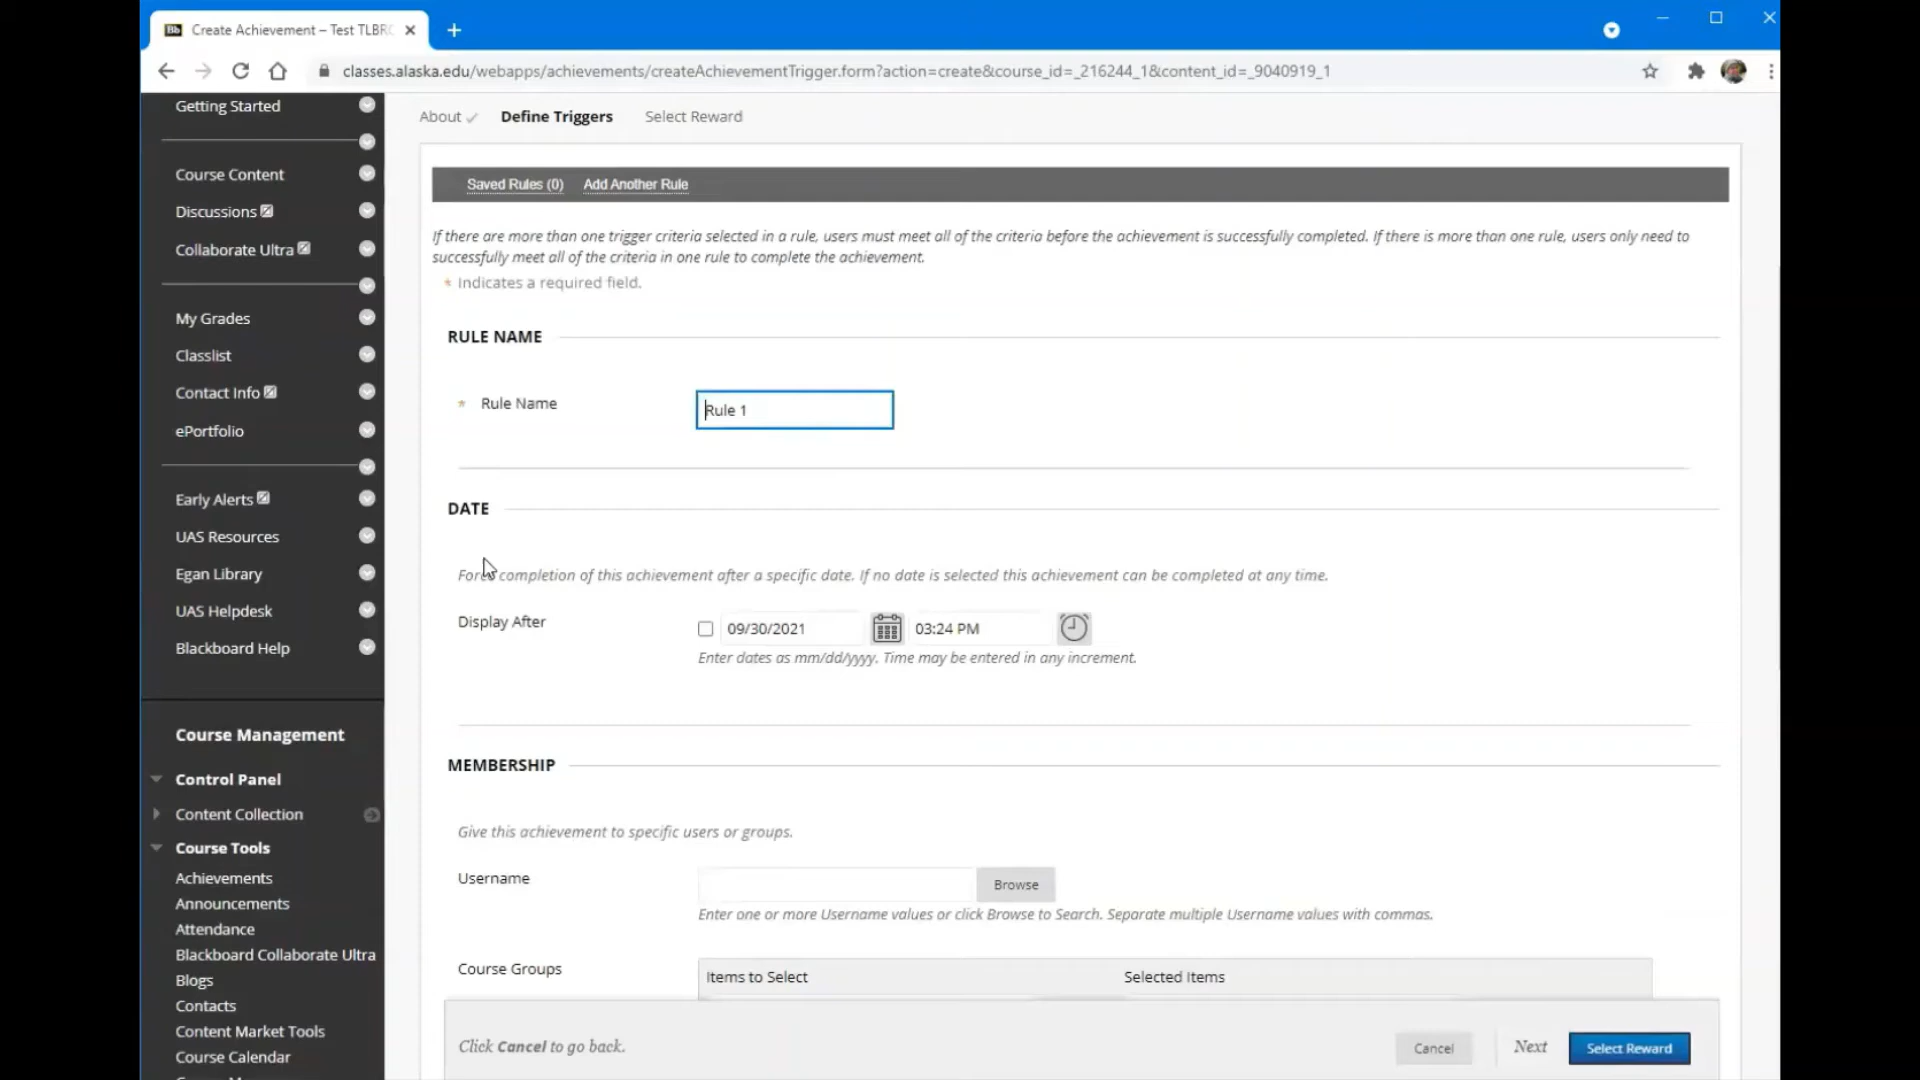 Create Achievement – Test TLBRC
classes.alaska.edu/webapps/achievements/createAchievementTrigger.form?action=create&course_id=_216244_1&content_id=_9040919_1
Getting Started
Course Content
Discussions
Collaborate Ultra
My Grades
Classlist
Contact Info
ePortfolio
Early Alerts
UAS Resources
Egan Library
UAS Helpdesk
Blackboard Help
Course Management
Control Panel
Content Collection
Course Tools
Achievements
Announcements
Attendance
Blackboard Collaborate Ultra
Blogs
Contacts
Content Market Tools
Course Calendar
About Define Triggers Select Reward
Saved Rules (0) Add Another Rule
If there are more than one trigger criteria selected in a rule, users must meet all of the criteria before the achievement is successfully completed. If there is more than one rule, users only need to
successfully meet all of the criteria in one rule to complete the achievement.
* Indicates a required field.
RULE NAME
* Rule Name Rule 1
DATE
Force completion of this achievement after a specific date. If no date is selected this achievement can be completed at any time.
Display After 09/30/2021 03:24 PM
Enter dates as mm/dd/yyyy. Time may be entered in any increment.
MEMBERSHIP
Give this achievement to specific users or groups.
Username Browse
Enter one or more Username values or click Browse to Search. Separate multiple Username values with commas.
Course Groups Items to Select Selected Items
Click Cancel to go back. Cancel Next Select Reward